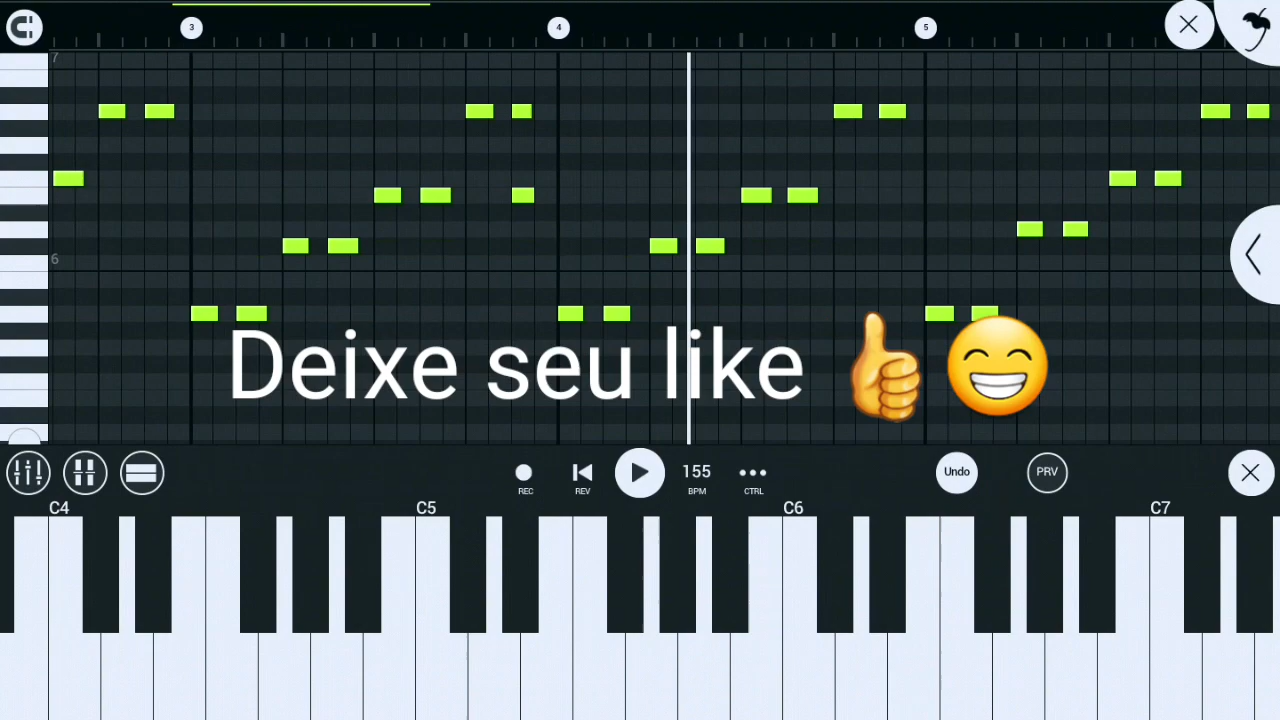 3 4 5
7
6
Deixe seu like 👍😁
155
Undo
PRV
REC
REV
BPM
CTRL
C4 C5 C6 C7